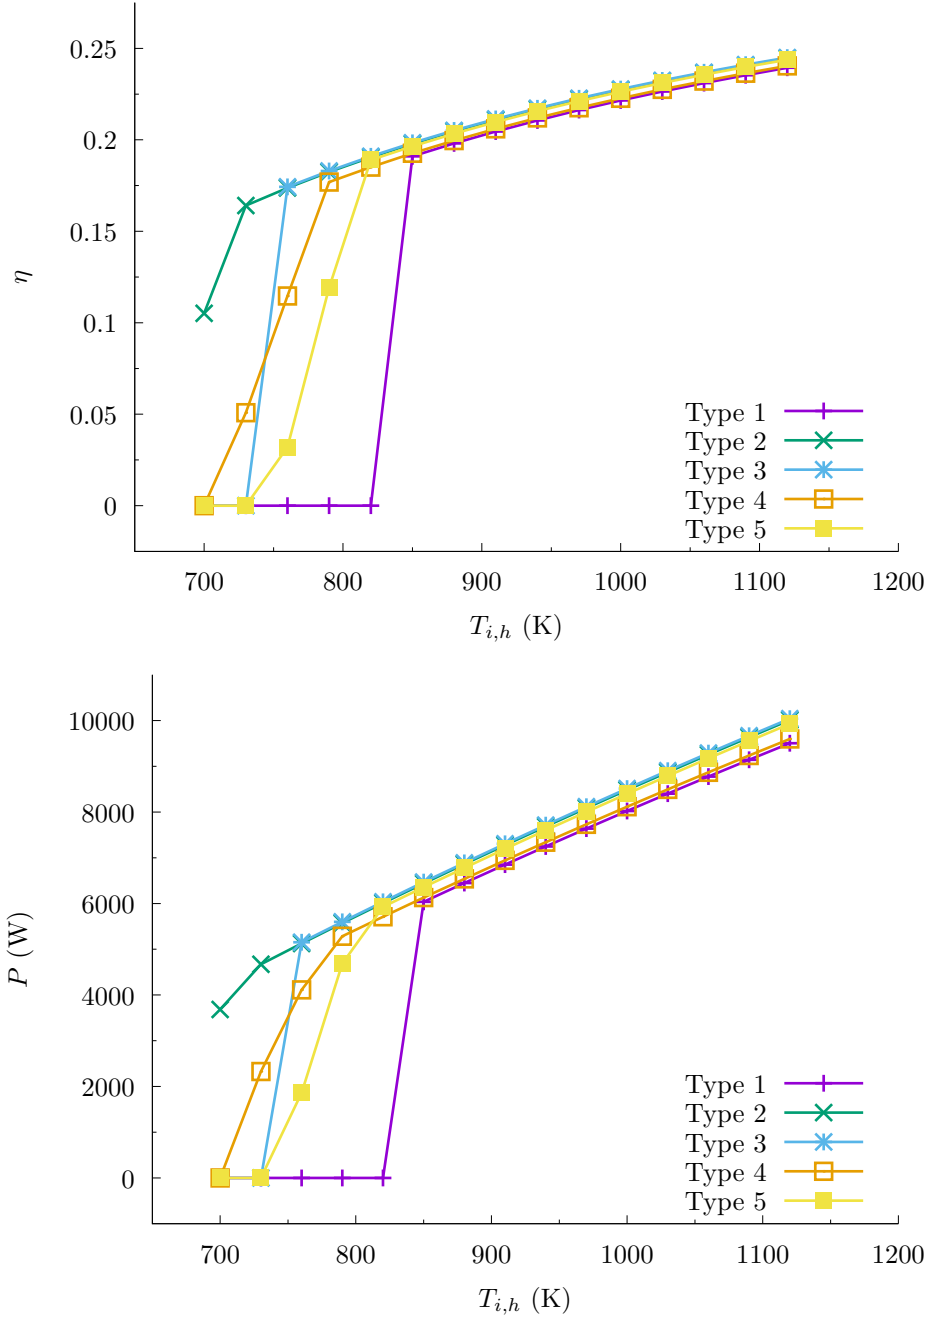 0.25
0.2
0.15
η
0.1
0.05
0
Type 1
Type 2
Type 3
Type 4
Type 5
700 800 900 1000 1100 1200
T_{i,h} (K)
10000
8000
6000
P (W)
4000
2000
0
Type 1
Type 2
Type 3
Type 4
Type 5
700 800 900 1000 1100 1200
T_{i,h} (K)